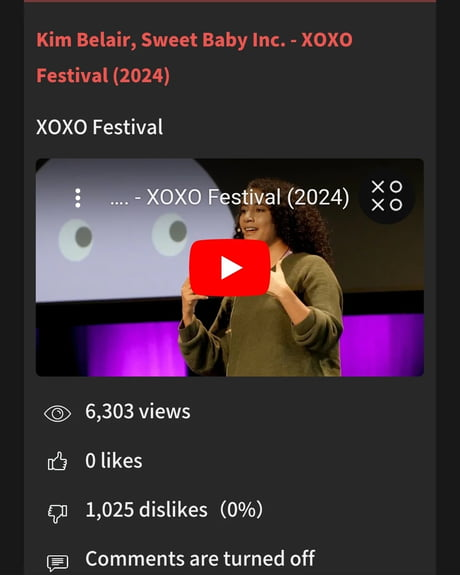 Kim Belair, Sweet Baby Inc. - XOXO
Festival (2024)
XOXO Festival
.... - XOXO Festival (2024)
XO
XO
6,303 views
0 likes
1,025 dislikes（0%）
Comments are turned off